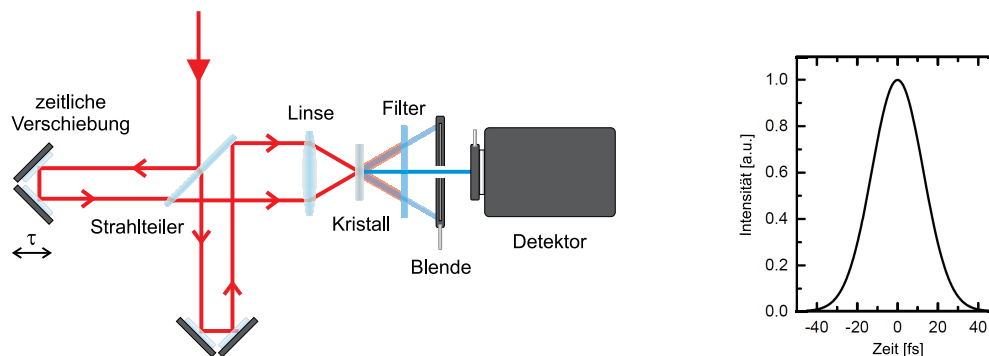 zeitliche
Verschiebung
Linse
Filter
Strahlteiler
Kristall
τ
Detektor
Blende
Intensität [a.u.]
1.0
0.8
0.6
0.4
0.2
0.0
-40 -20 0 20 40
Zeit [fs]